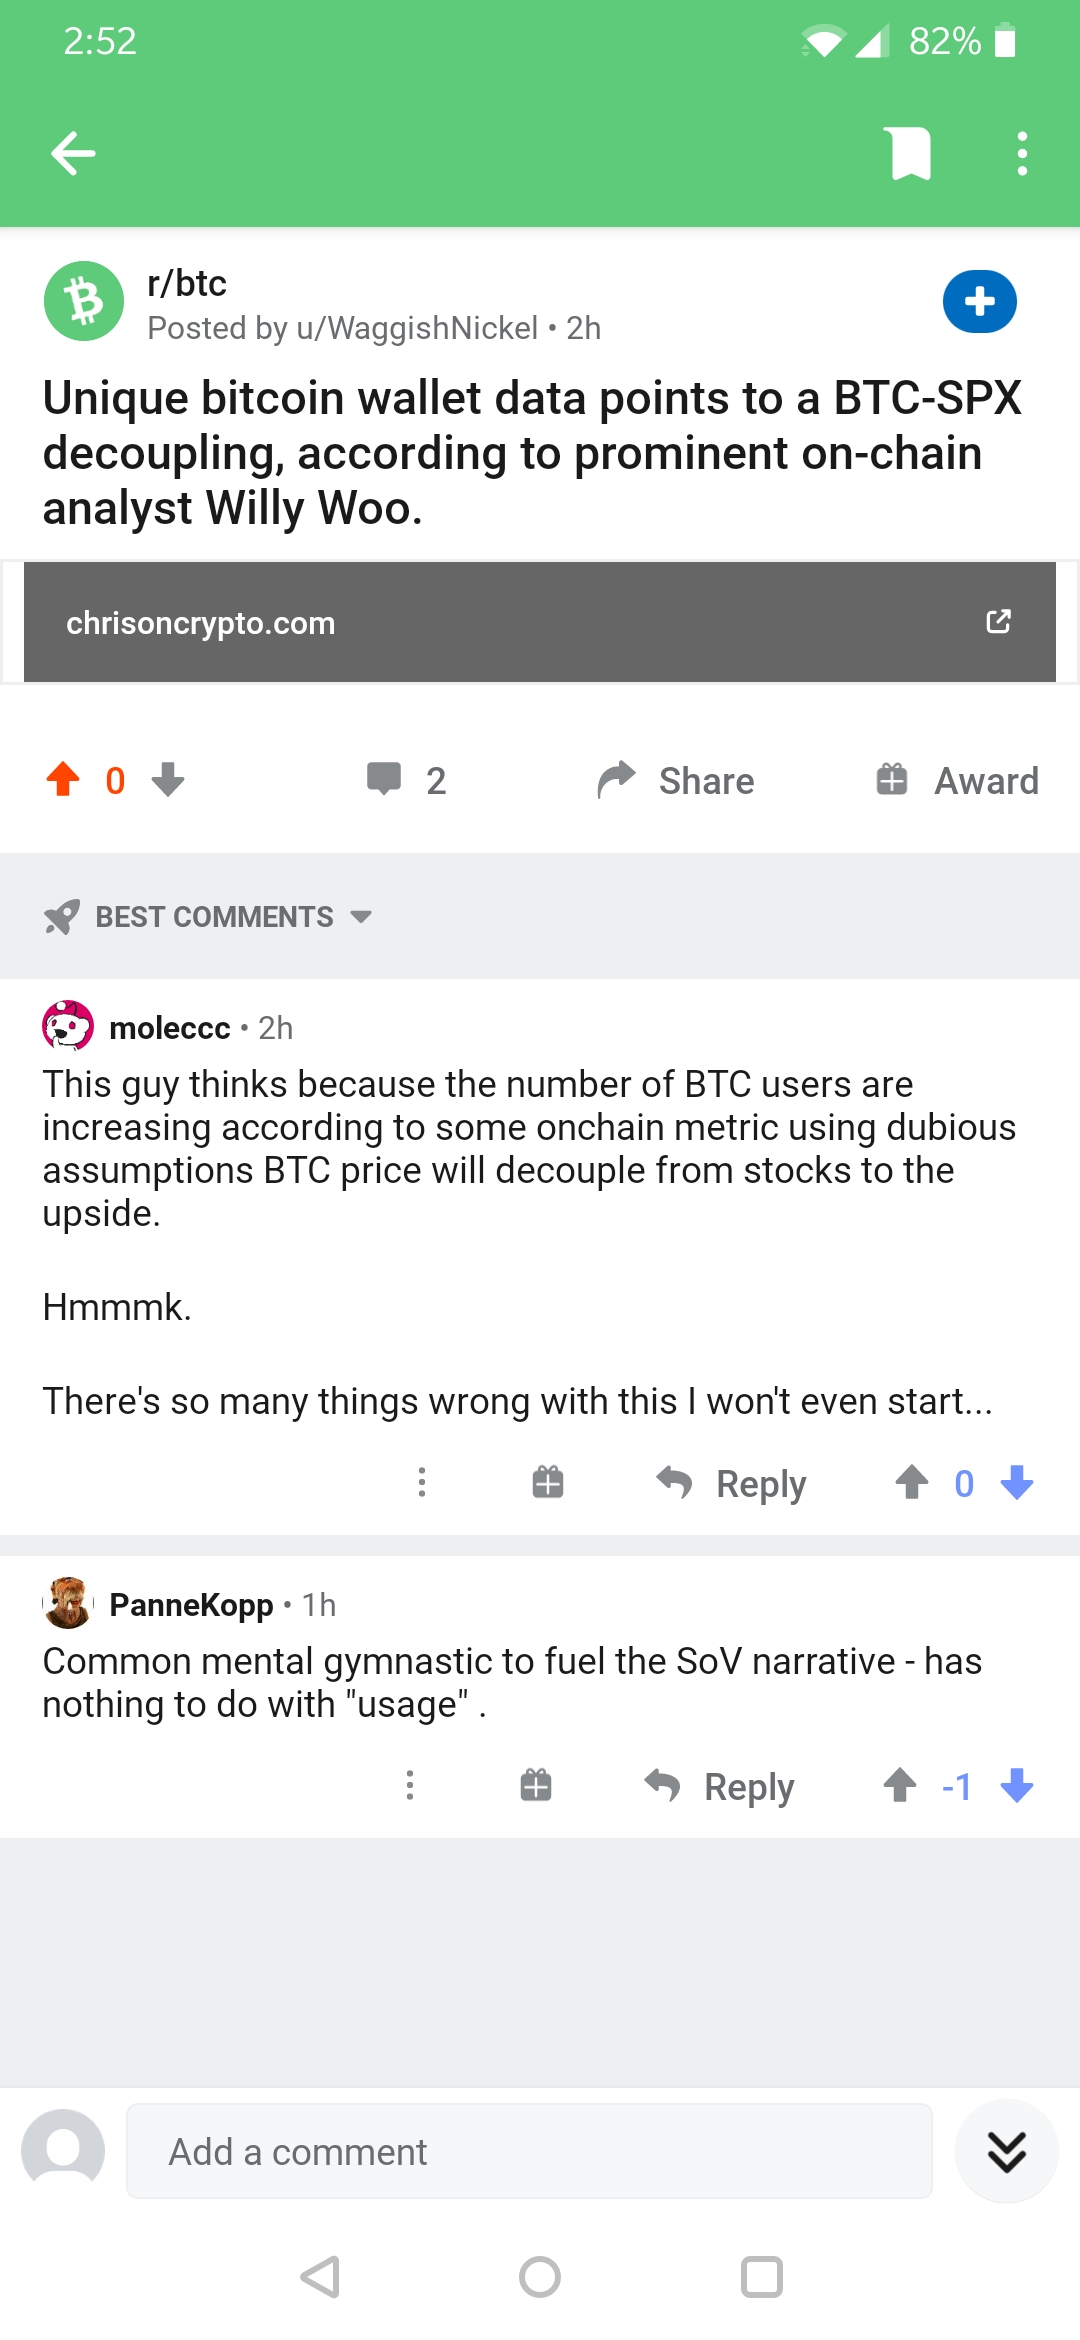 2:52
82%
r/btc
Posted by u/WaggishNickel • 2h
Unique bitcoin wallet data points to a BTC-SPX
decoupling, according to prominent on-chain
analyst Willy Woo.
chrisoncrypto.com
0
2
Share
Award
BEST COMMENTS
moleccc • 2h
This guy thinks because the number of BTC users are
increasing according to some onchain metric using dubious
assumptions BTC price will decouple from stocks to the
upside.
Hmmmk.
There's so many things wrong with this I won't even start...
Reply
0
PanneKopp • 1h
Common mental gymnastic to fuel the SoV narrative - has
nothing to do with "usage" .
Reply
-1
Add a comment